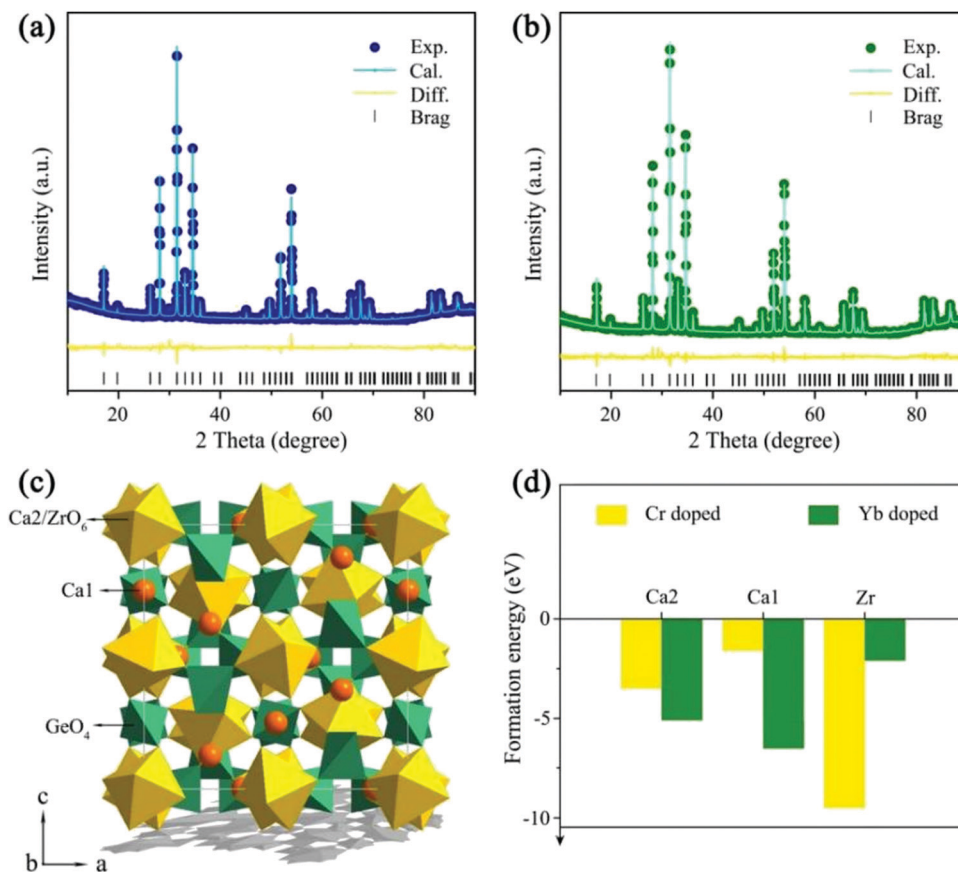 (a)
Exp.
Cal.
Diff.
Brag
Intensity (a.u.)
20 40 60 80
2 Theta (degree)
(b)
Exp.
Cal.
Diff.
Brag
Intensity (a.u.)
20 40 60 80
2 Theta (degree)
(c)
Ca2/ZrO6
Ca1
GeO4
c
b a
(d)
Cr doped Yb doped
Ca2 Ca1 Zr
Formation energy (eV)
0
-5
-10